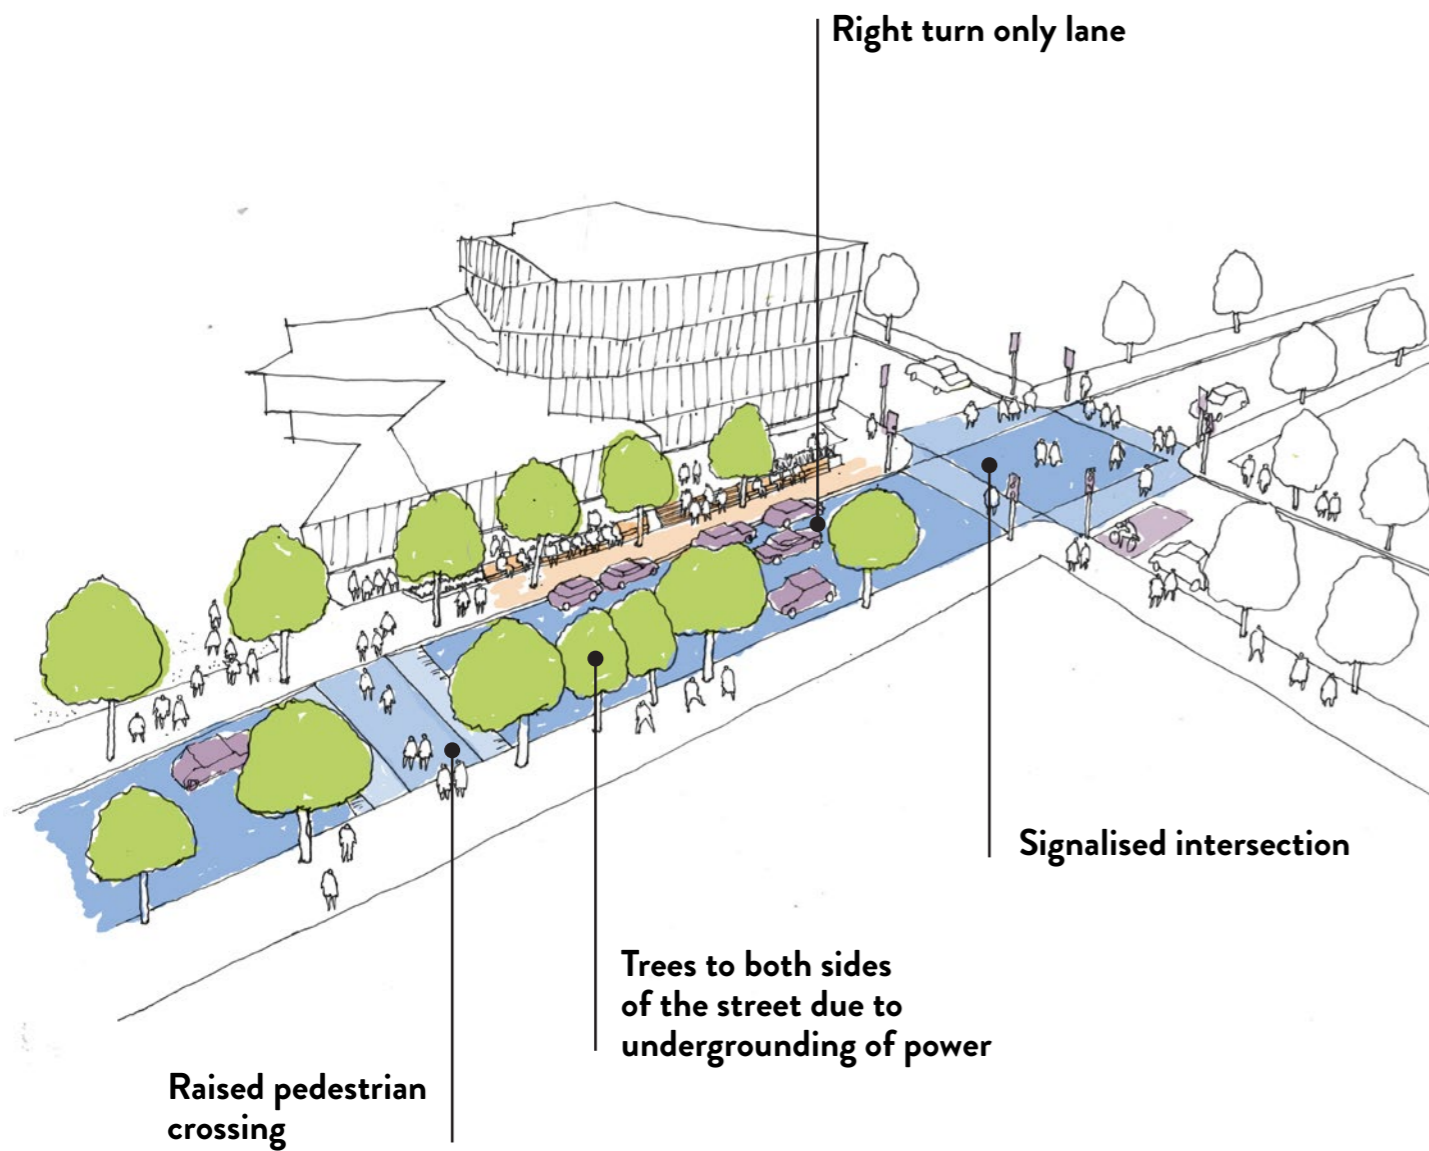 Right turn only lane
Signalised intersection
Trees to both sides
of the street due to
undergrounding of power
Raised pedestrian
crossing